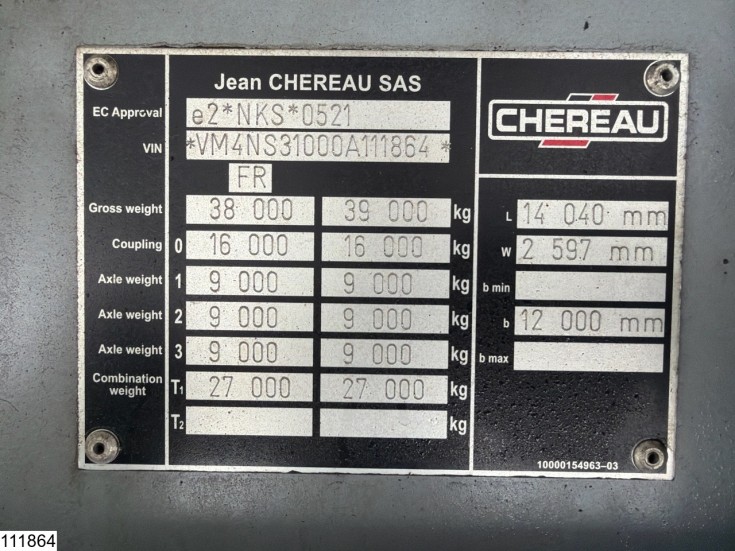 Jean CHEREAU SAS
EC Approval e2*NKS*0521
VIN *VM4NS31000A111864*
FR
Gross weight 38 000 39 000 kg
Coupling 0 16 000 16 000 kg
Axle weight 1 9 000 9 000 kg
Axle weight 2 9 000 9 000 kg
Axle weight 3 9 000 9 000 kg
Combination weight T1 27 000 27 000 kg
T2 kg
CHEREAU
L 14 040 mm
W 2 597 mm
b min
b 12 000 mm
b max
10000154963-03
111864